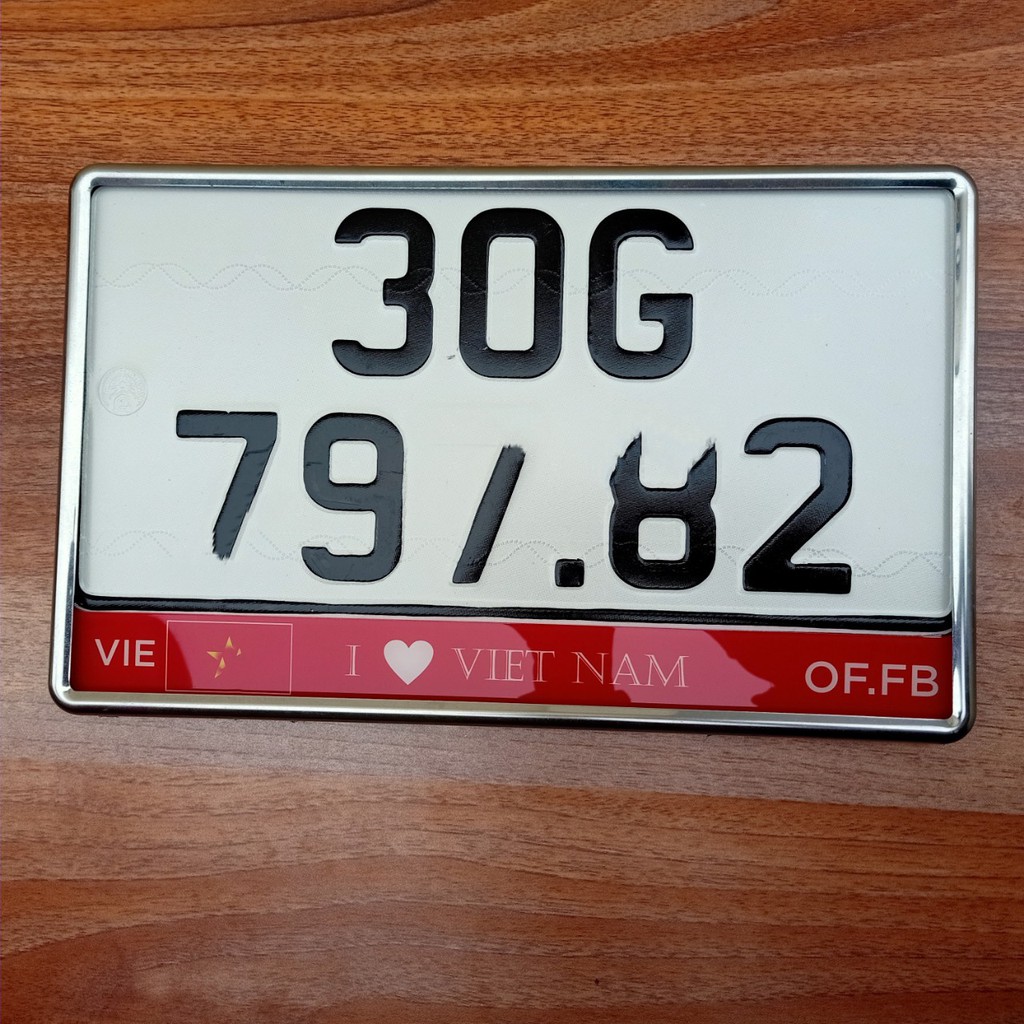 30G
79/.82
VIE I ♥ VIET NAM OF.FB